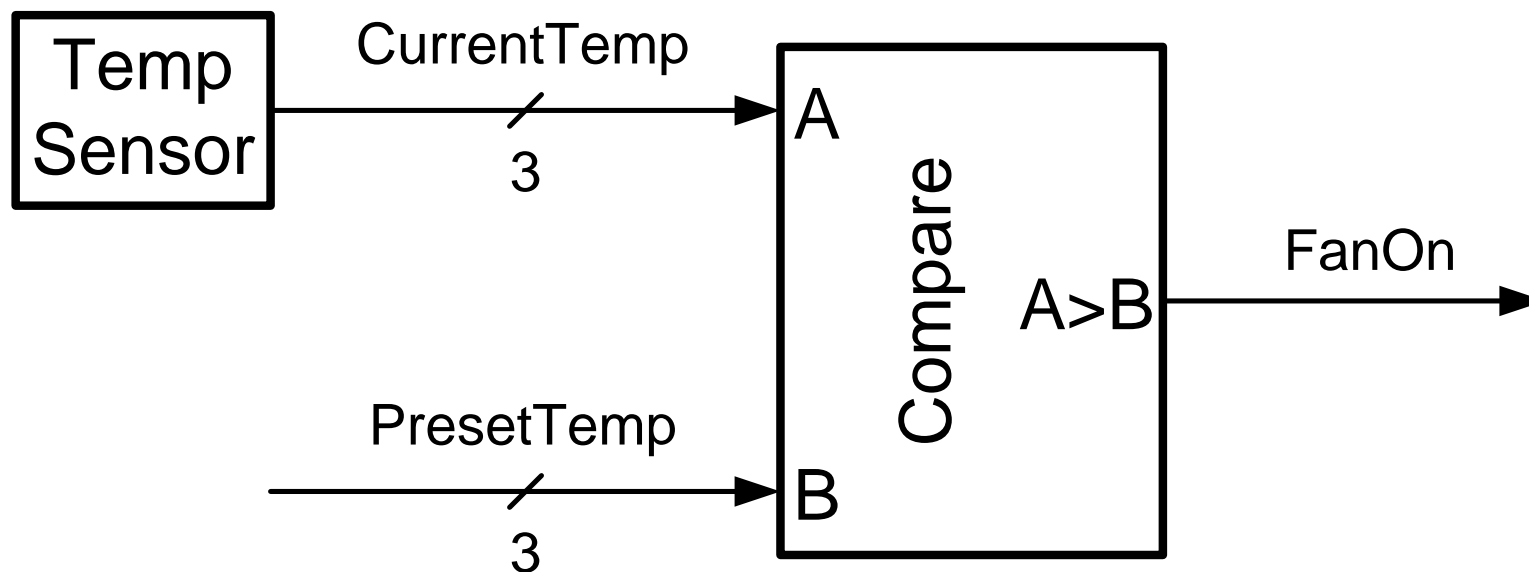 Temp
Sensor
CurrentTemp
3
A
Compare
A>B
FanOn
PresetTemp
3
B